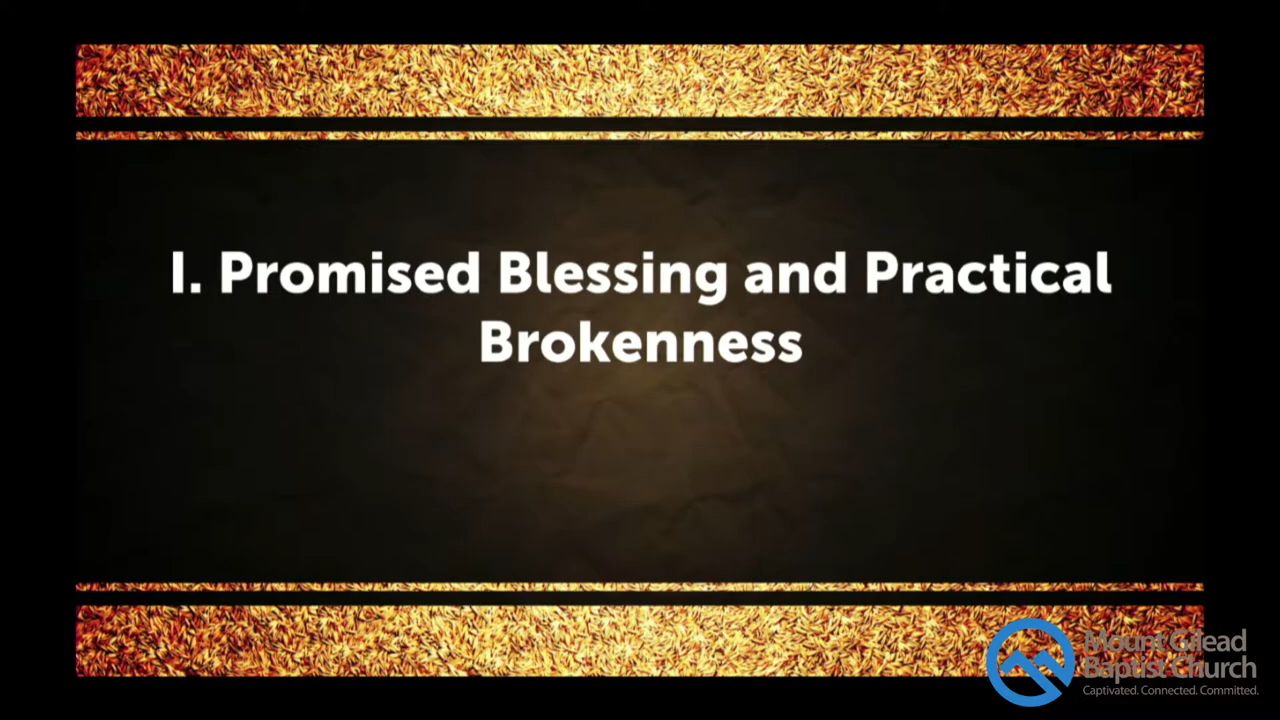 I. Promised Blessing and Practical
Brokenness
Mount Gilead
Baptist Church
Captivated. Connected. Committed.